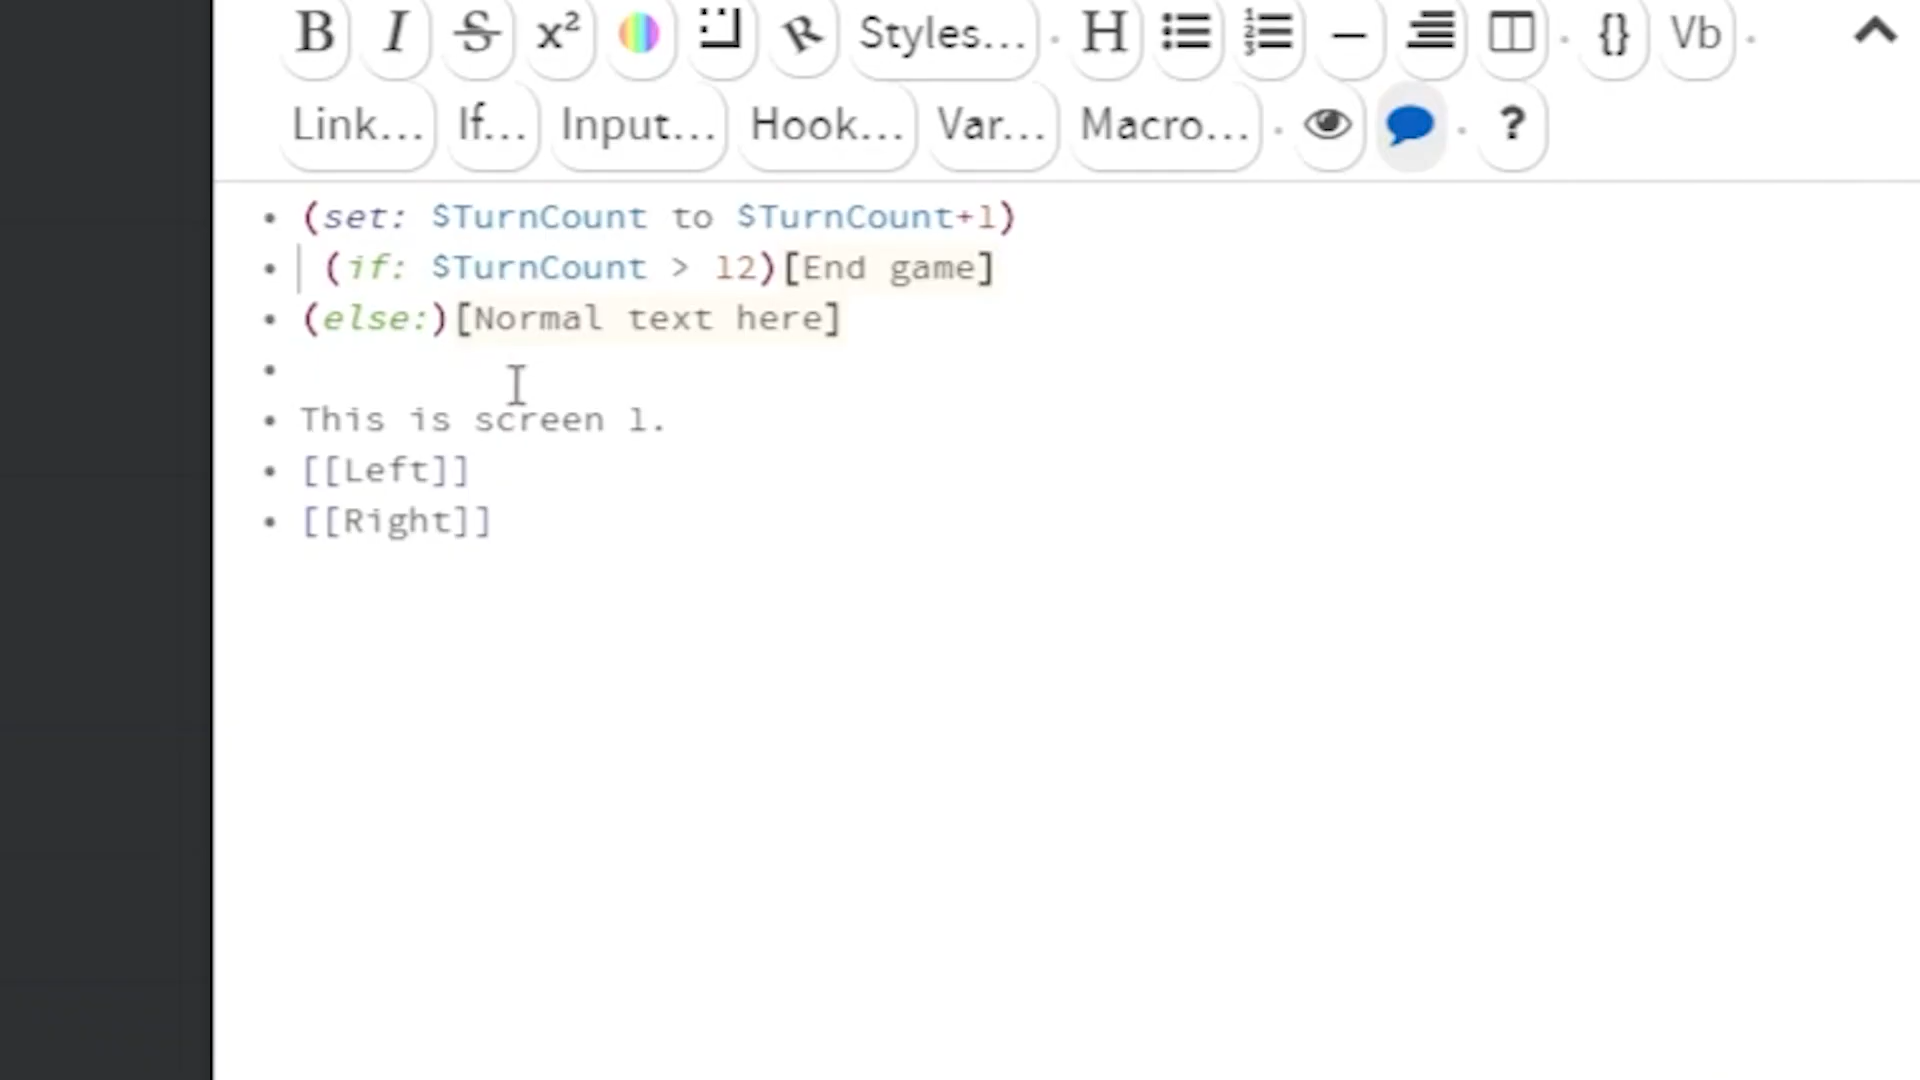 B I S x² R Styles... H {} Vb
Link... If... Input... Hook... Var... Macro... ?
(set: $TurnCount to $TurnCount+1)
(if: $TurnCount > 12)[End game]
(else:)[Normal text here]
This is screen 1.
[[Left]]
[[Right]]